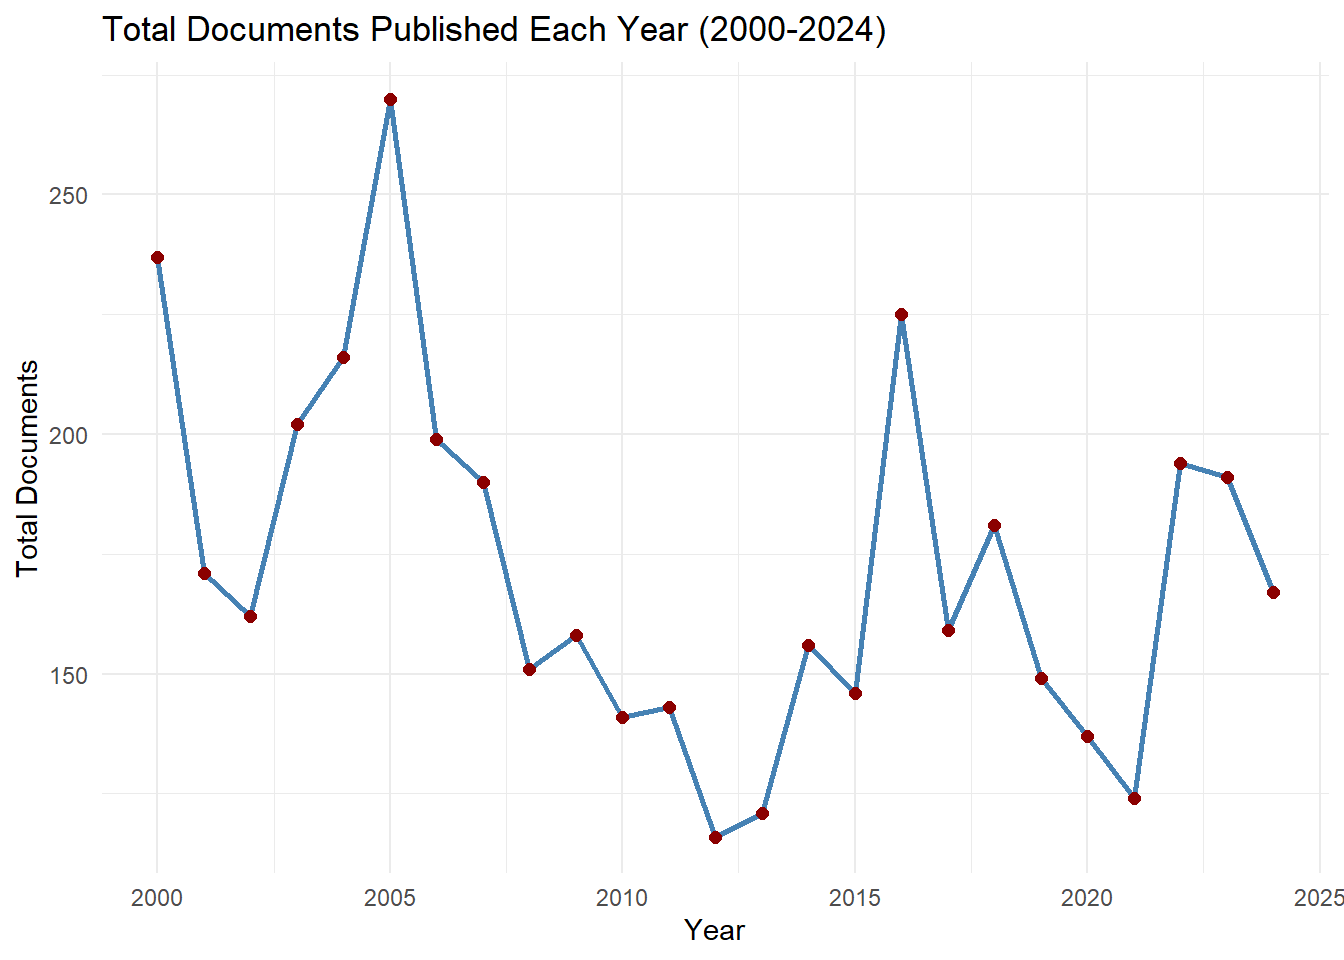 Total Documents Published Each Year (2000-2024)
Total Documents
250
200
150
2000 2005 2010 2015 2020 2025
Year